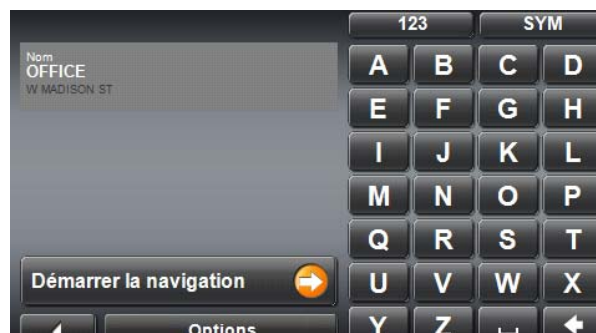 123 SYM
Nom
OFFICE
W MADISON ST
A B C D
E F G H
I J K L
M N O P
Q R S T
Démarrer la navigation
U V W X
Options
Y Z